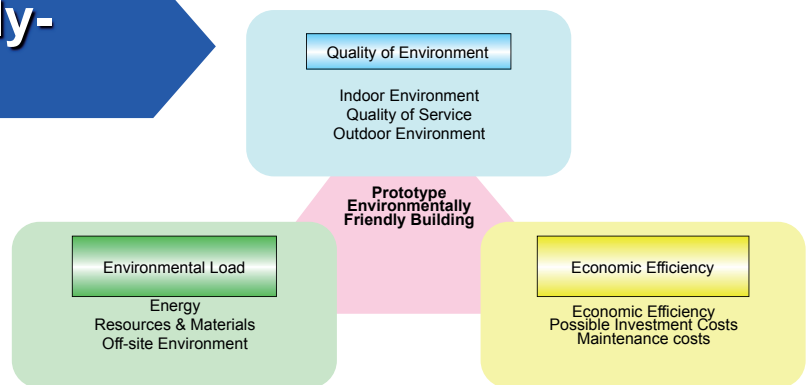 ly-
Quality of Environment
Indoor Environment
Quality of Service
Outdoor Environment
Prototype
Environmentally
Friendly Building
Environmental Load
Energy
Resources & Materials
Off-site Environment
Economic Efficiency
Economic Efficiency
Possible Investment Costs
Maintenance costs